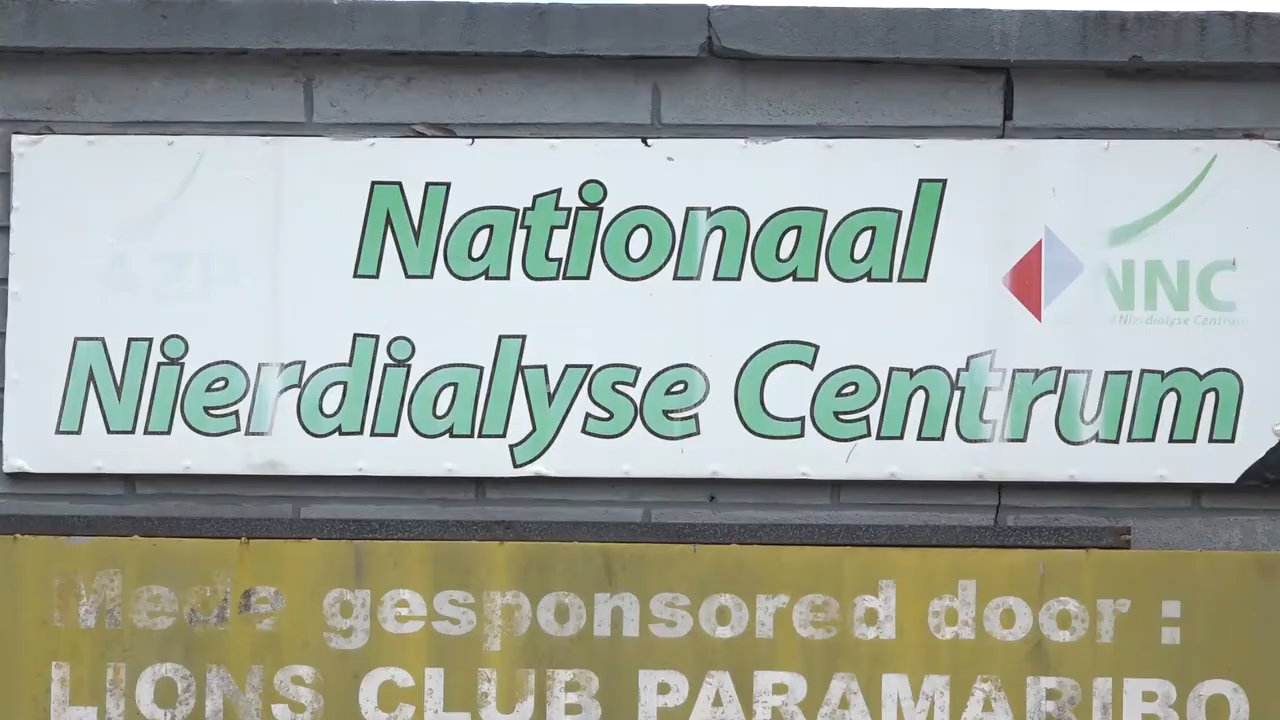 Nationaal
Nierdialyse Centrum
NNC
Nierdialyse Centrum
Mede gesponsored door :
LIONS CLUB PARAMARIBO